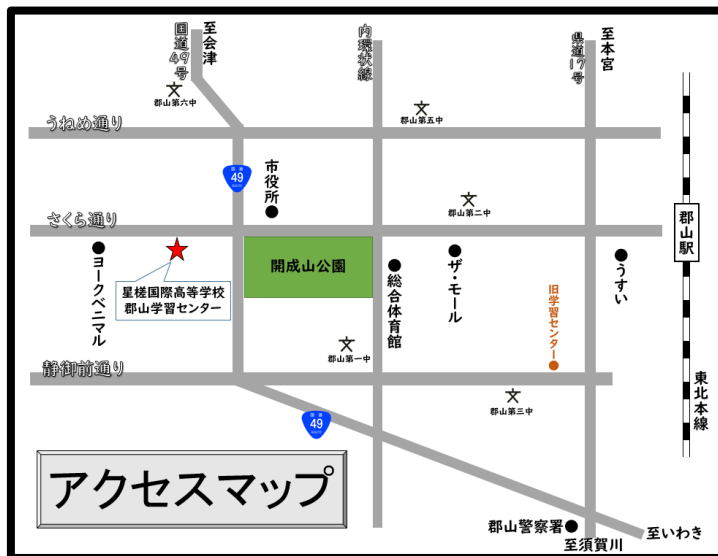 国道49号
至会津
内環状線
県道17号
至本宮
文
郡山第六中
文
郡山第五中
うねめ通り
49
市役所
文
郡山第二中
さくら通り
郡山駅
ヨークベニマル
星槎国際高等学校
郡山学習センター
開成山公園
総合体育館
ザ・モール
旧学習センター
うすい
文
郡山第一中
静御前通り
文
郡山第三中
東北本線
49
アクセスマップ
郡山警察署
至須賀川
至いわき